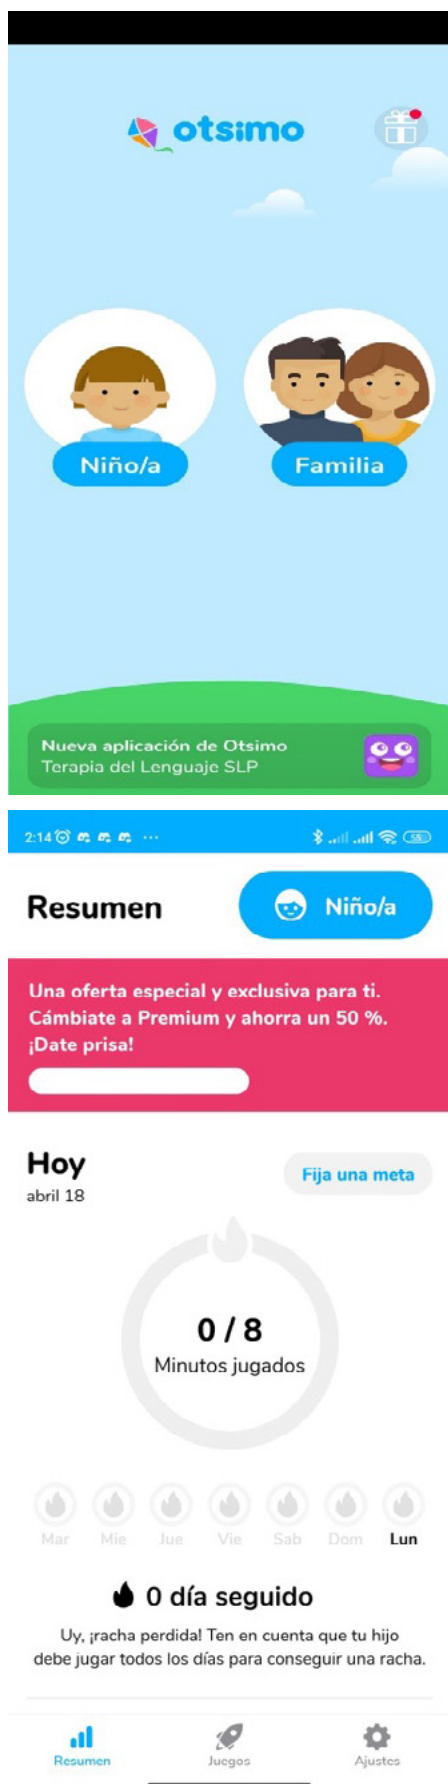 otsimo
Niño/a
Familia
Nueva aplicación de Otsimo
Terapia del Lenguaje SLP
2:14
55
Resumen
Niño/a
Una oferta especial y exclusiva para ti.
Cámbiate a Premium y ahorra un 50 %.
¡Date prisa!
Hoy
abril 18
Fija una meta
0 / 8
Minutos jugados
Mar Mie Jue Vie Sab Dom Lun
0 día seguido
Uy, ¡racha perdida! Ten en cuenta que tu hijo
debe jugar todos los días para conseguir una racha.
Resumen Juegos Ajustes